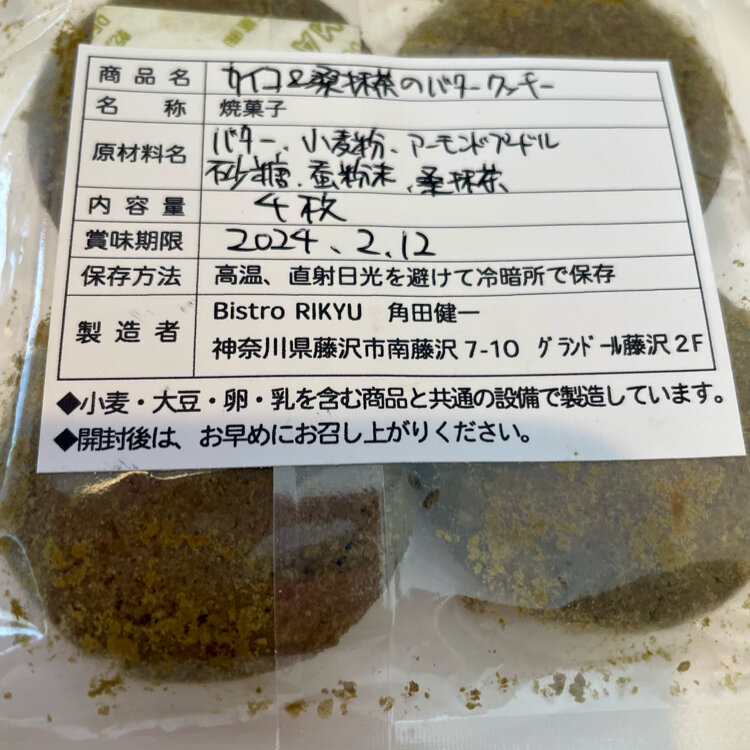 商品名 カイコ&桑抹茶のバタークッキー
名称 焼菓子
原材料名 バター、小麦粉、アーモンドプードル
砂糖、蚕粉末、桑抹茶
内容量 4枚
賞味期限 2024、2.12
保存方法 高温、直射日光を避けて冷暗所で保存
製造者 Bistro RIKYU 角田健一
神奈川県藤沢市南藤沢7-10 グランドール藤沢2F
◆小麦・大豆・卵・乳を含む商品と共通の設備で製造しています。
◆開封後は、お早めにお召し上がりください。